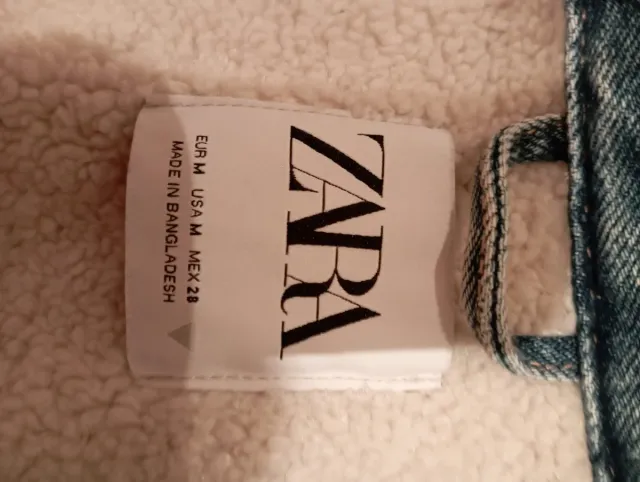 ZARA
EUR M USA M MEX 28
MADE IN BANGLADESH